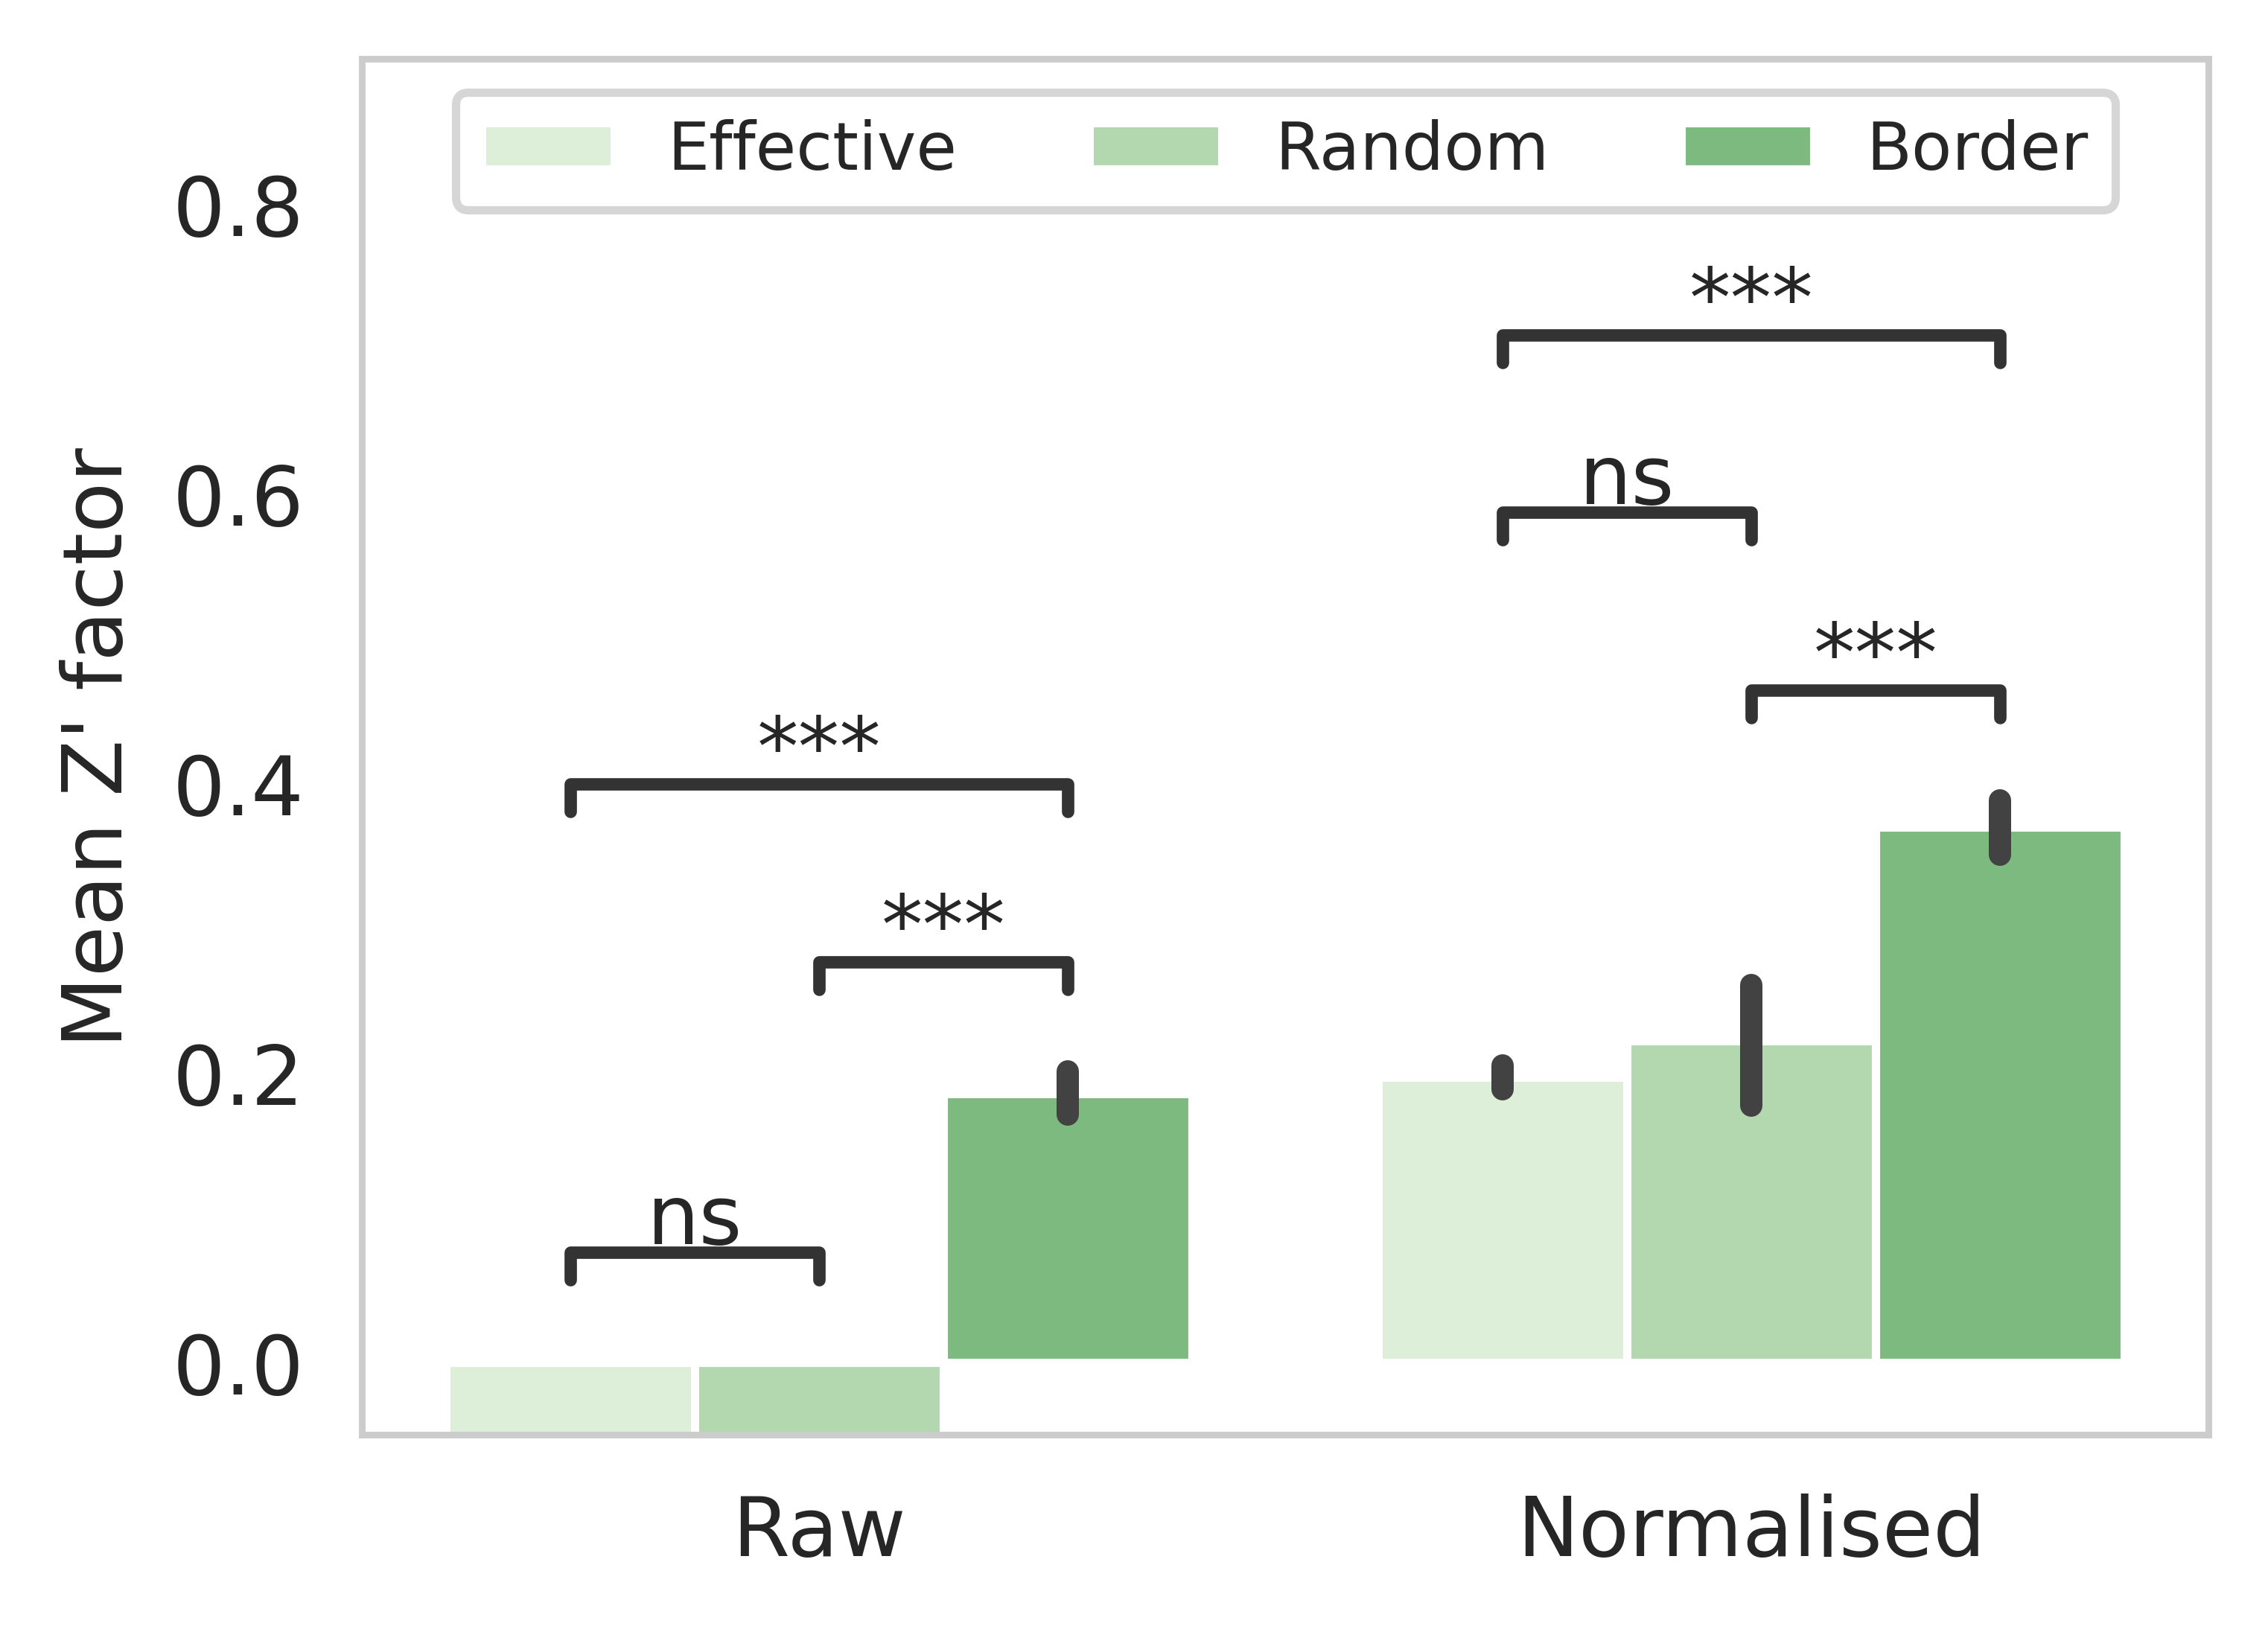 Effective Random Border
0.8
***
0.6
ns
***
Mean Z' factor
***
0.4
***
0.2
ns
0.0
Raw Normalised